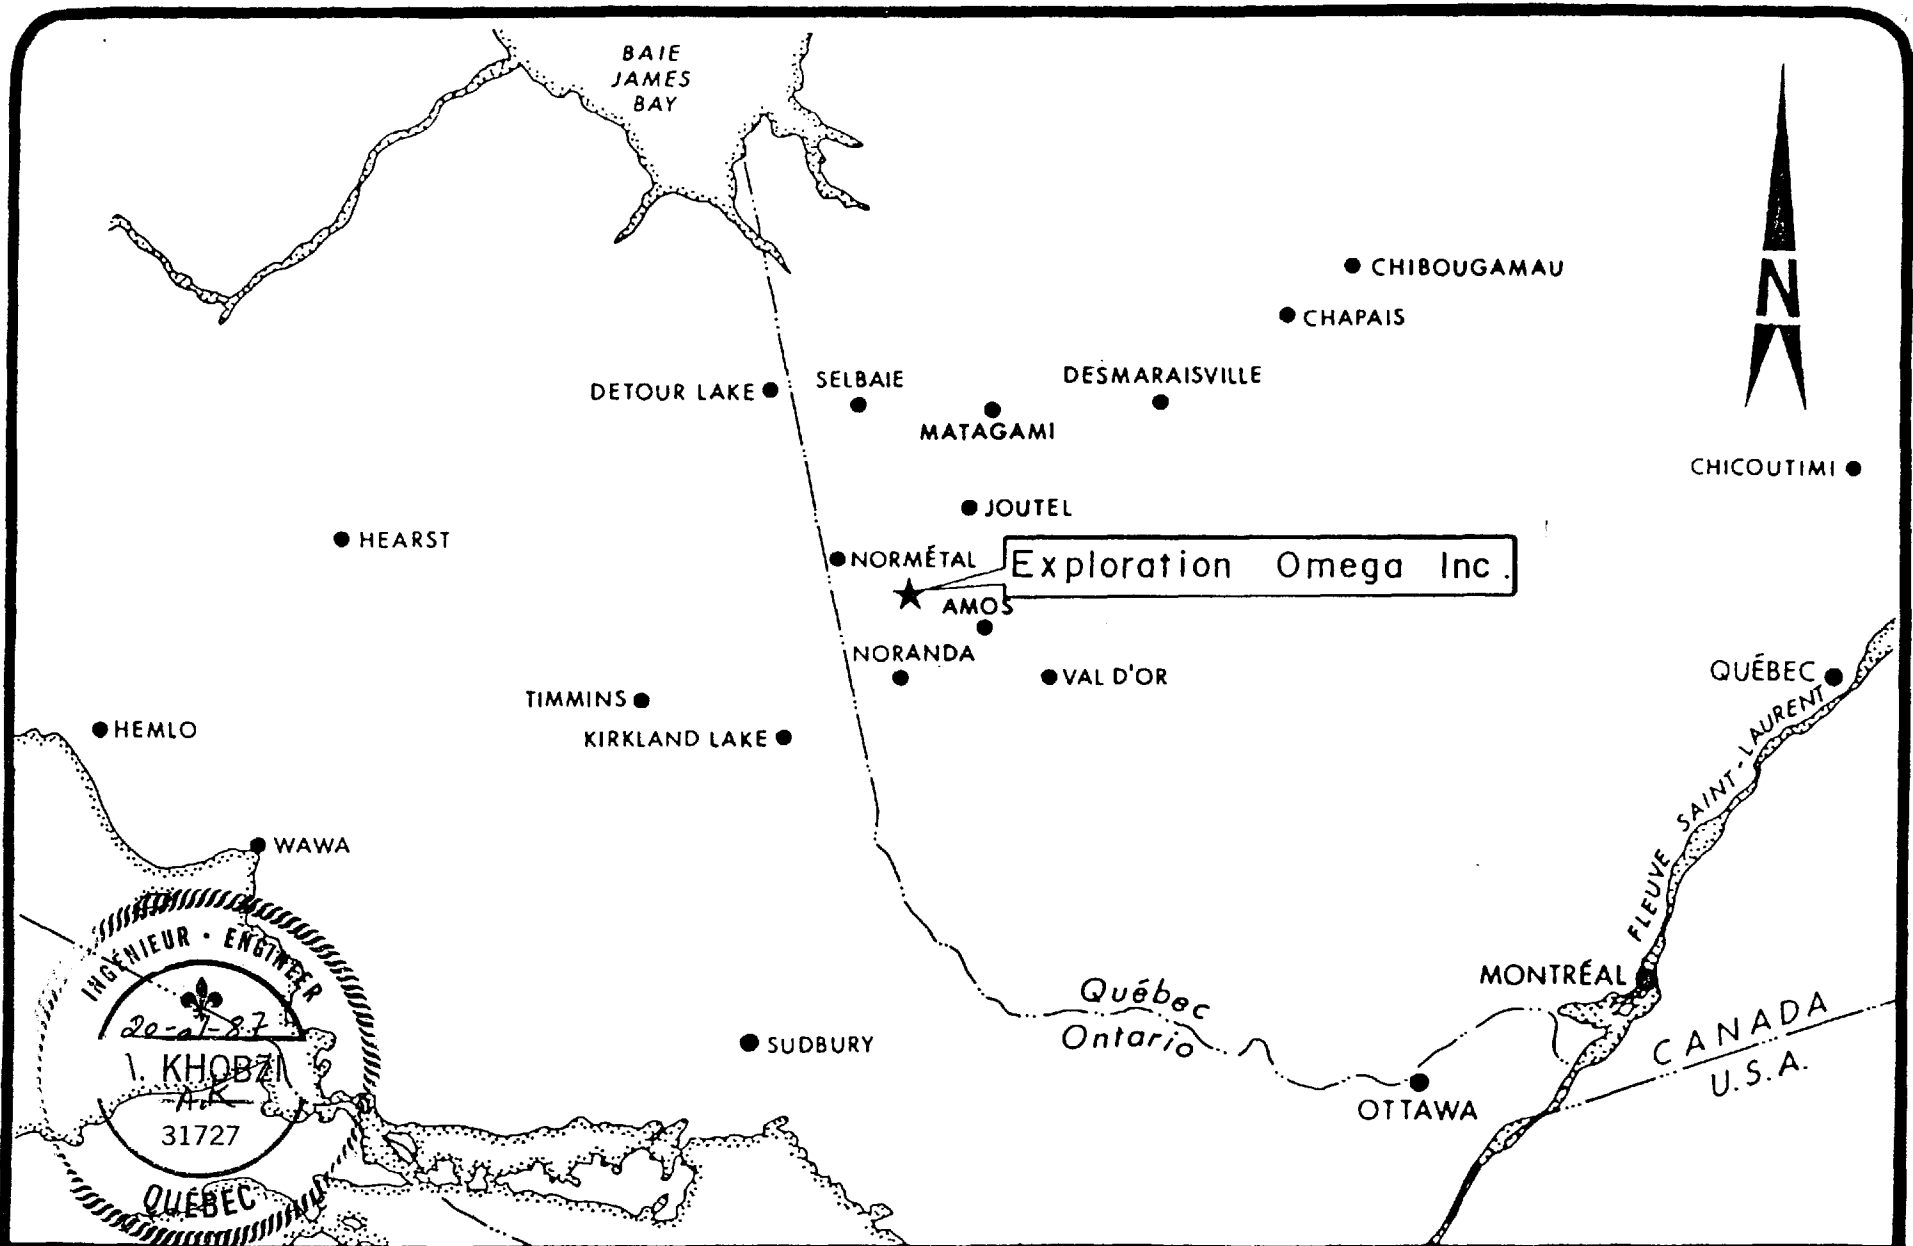 BAIE
JAMES
BAY
N
CHIBOUGAMAU
CHAPAIS
DETOUR LAKE
SELBAIE
DESMARAISVILLE
MATAGAMI
CHICOUTIMI
JOUTEL
HEARST
NORMÉTAL
Exploration Omega Inc.
AMOS
NORANDA
VAL D'OR
QUÉBEC
TIMMINS
HEMLO
KIRKLAND LAKE
FLEUVE SAINT-LAURENT
WAWA
INGÉNIEUR · ENGINEER
MONTRÉAL
Québec
Ontario
CANADA
U.S.A.
SUDBURY
KHOBZI
A.K
31727
QUÉBEC
OTTAWA